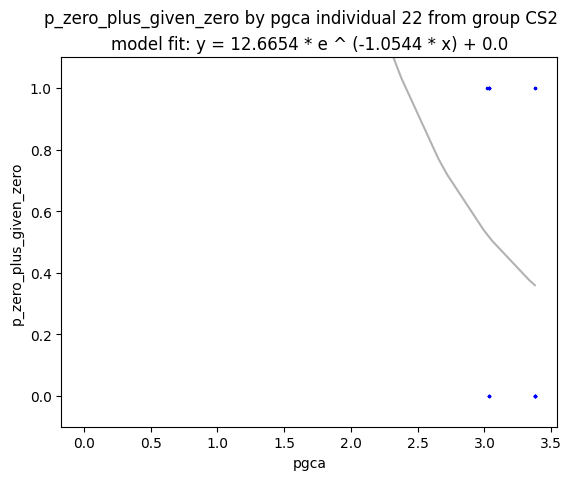 p_zero_plus_given_zero by pgca individual 22 from group CS2
model fit: y = 12.6654 * e ^ (-1.0544 * x) + 0.0
p_zero_plus_given_zero
1.0
0.8
0.6
0.4
0.2
0.0
0.0 0.5 1.0 1.5 2.0 2.5 3.0 3.5
pgca